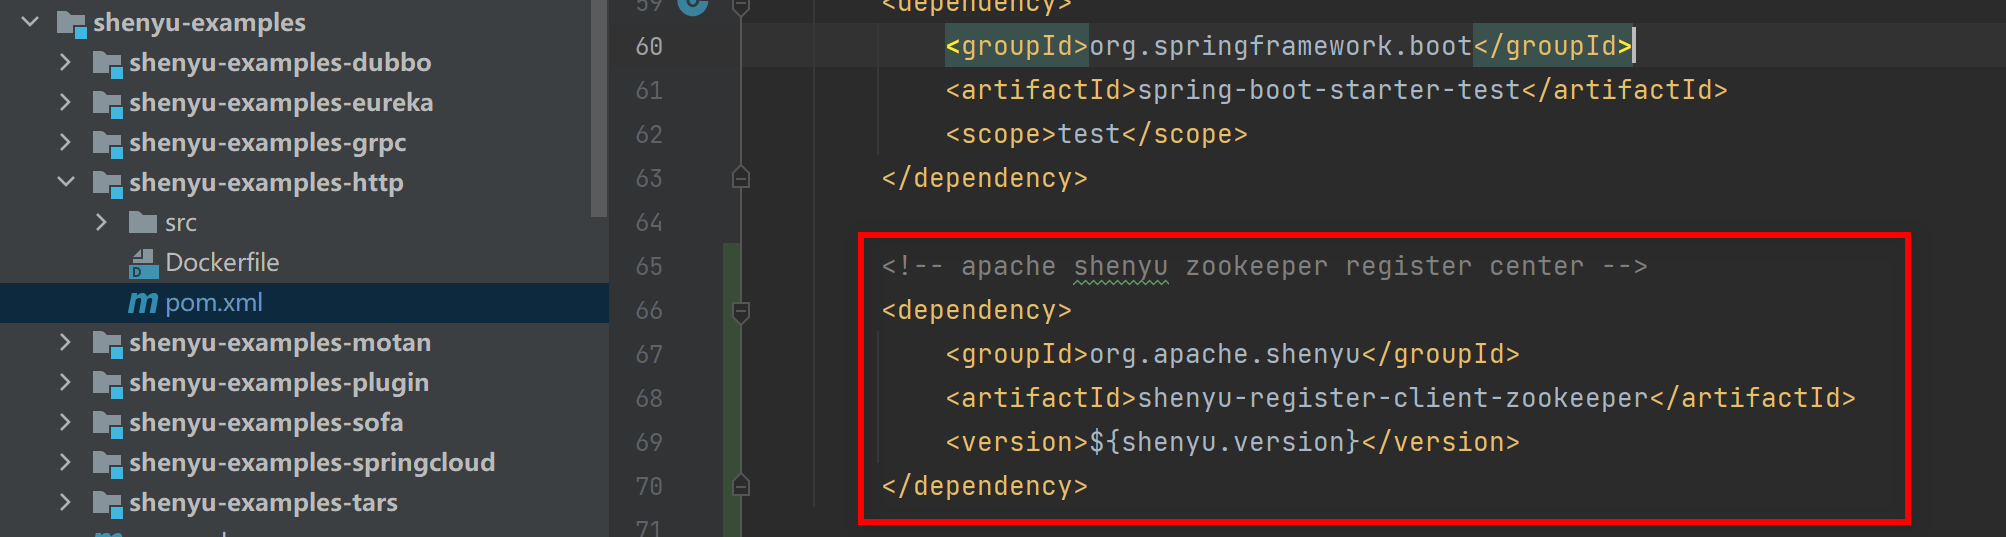 shenyu-examples
shenyu-examples-dubbo
shenyu-examples-eureka
shenyu-examples-grpc
shenyu-examples-http
src
Dockerfile
pom.xml
shenyu-examples-motan
shenyu-examples-plugin
shenyu-examples-sofa
shenyu-examples-springcloud
shenyu-examples-tars
59 <dependency>
60 <groupId>org.springframework.boot</groupId>
61 <artifactId>spring-boot-starter-test</artifactId>
62 <scope>test</scope>
63 </dependency>
64
65 <!-- apache shenyu zookeeper register center -->
66 <dependency>
67 <groupId>org.apache.shenyu</groupId>
68 <artifactId>shenyu-register-client-zookeeper</artifactId>
69 <version>${shenyu.version}</version>
70 </dependency>
71